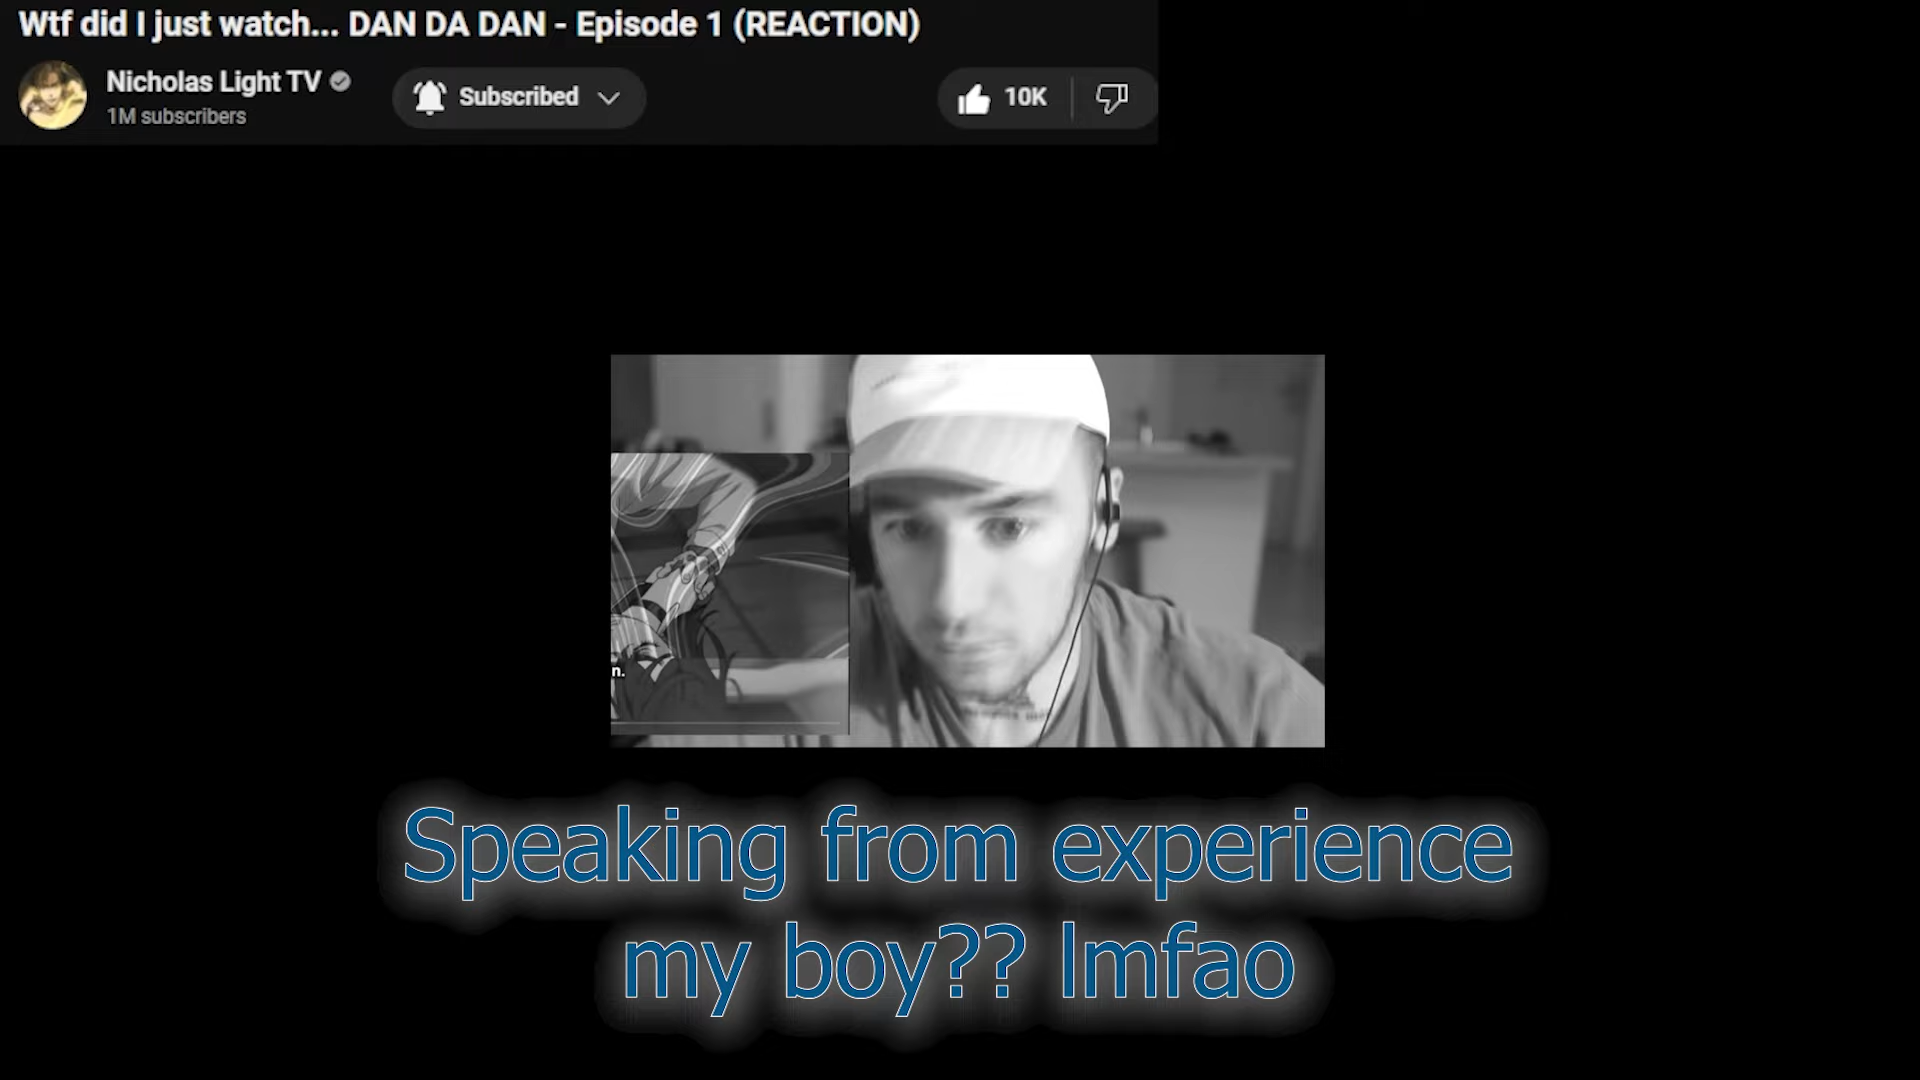 Wtf did I just watch... DAN DA DAN - Episode 1 (REACTION)
Nicholas Light TV
1M subscribers
Subscribed
10K
n.
Speaking from experience
my boy?? lmfao